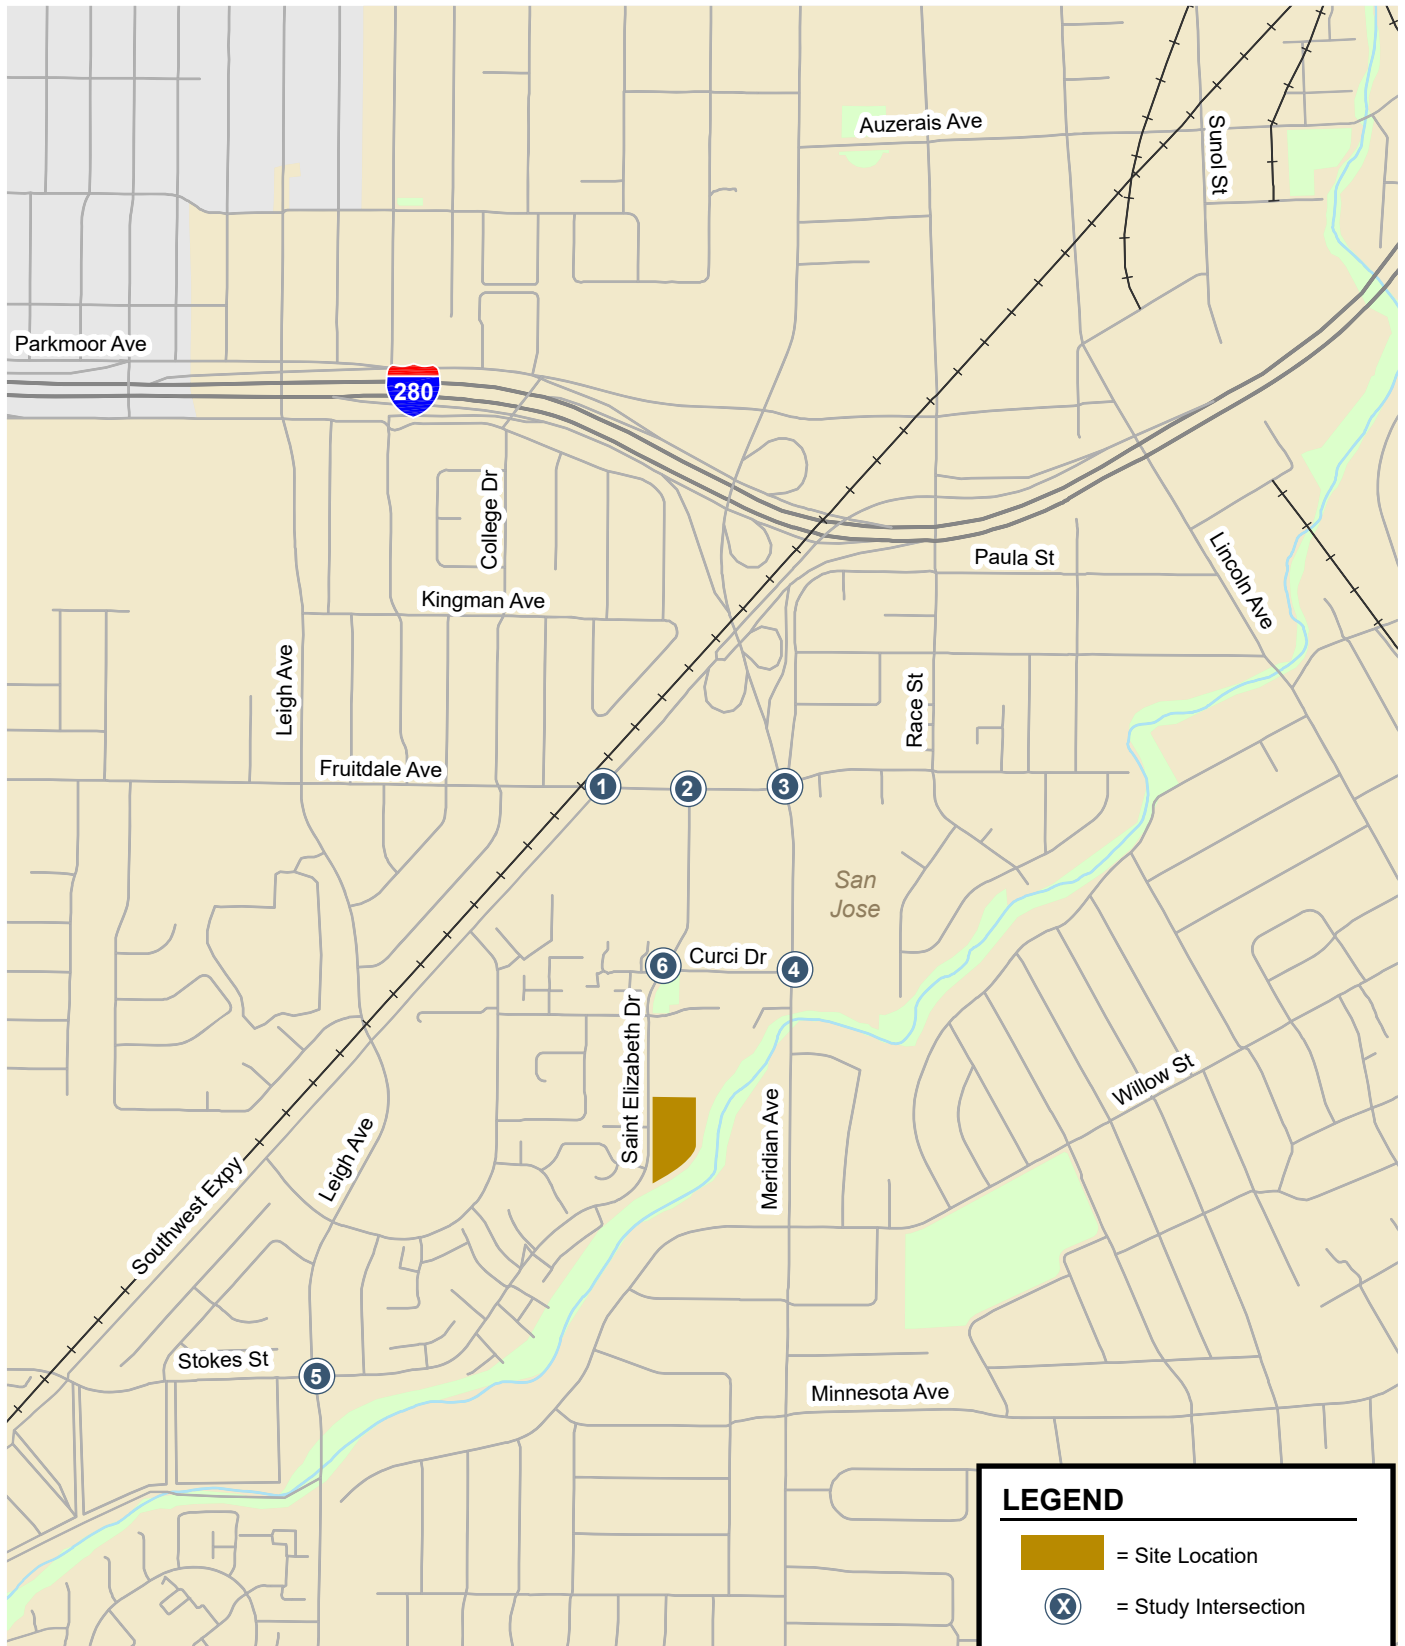 Auzerais Ave
Sunol St
Parkmoor Ave
280
College Dr
Lincoln Ave
Paula St
Kingman Ave
Leigh Ave
Race St
Fruitdale Ave
1
2
3
San
Jose
6
Curci Dr
4
Saint Elizabeth Dr
Willow St
Meridian Ave
Leigh Ave
Southwest Expy
Stokes St
5
Minnesota Ave
LEGEND
= Site Location
X
= Study Intersection